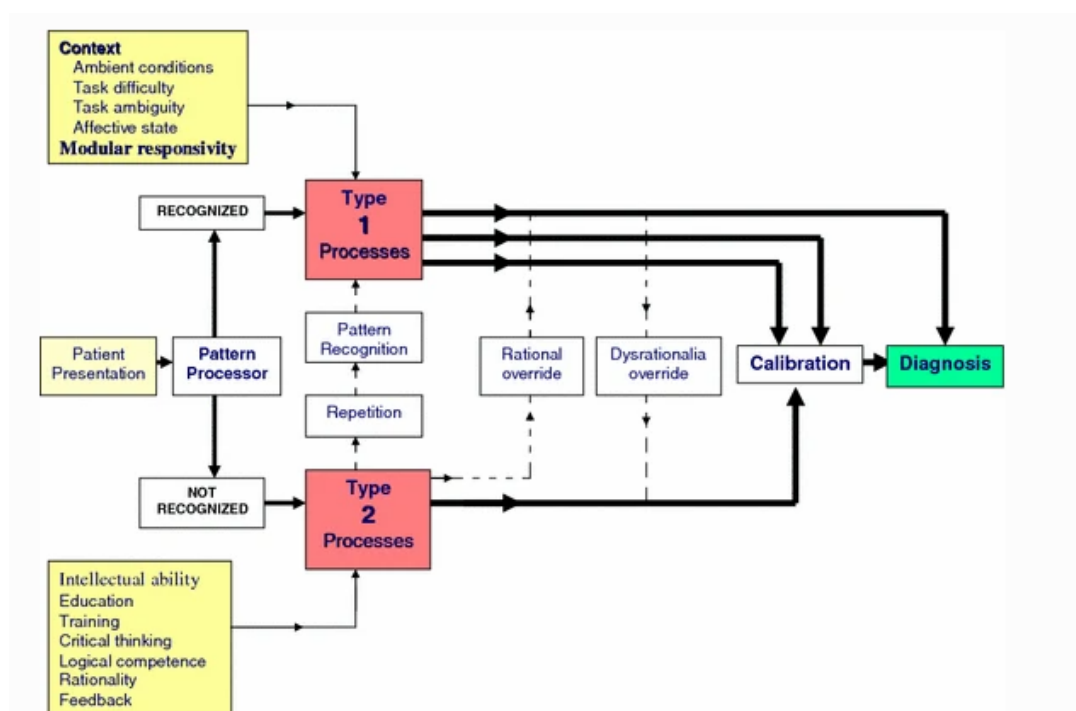 Context
Ambient conditions
Task difficulty
Task ambiguity
Affective state
Modular responsivity
RECOGNIZED
Type
1
Processes
Patient
Presentation
Pattern
Processor
Pattern
Recognition
Repetition
Rational
override
Dysrationalia
override
Calibration
Diagnosis
NOT
RECOGNIZED
Type
2
Processes
Intellectual ability
Education
Training
Critical thinking
Logical competence
Rationality
Feedback